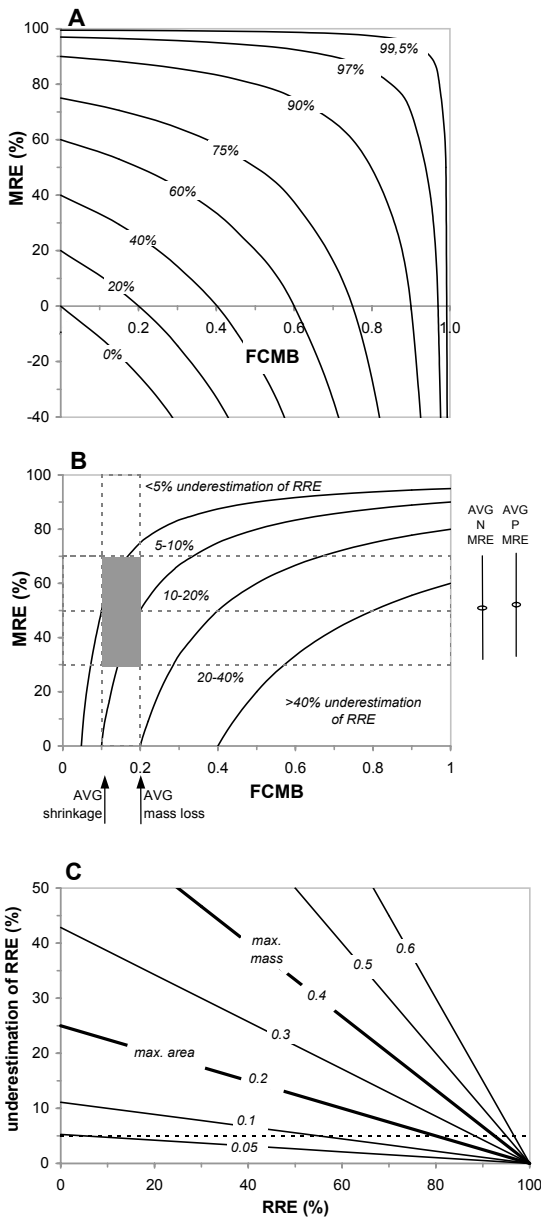 A
100
80
60
40
20
0
-20
-40
MRE (%)
99,5%
97%
90%
75%
60%
40%
20%
0%
0.2
0.4
0.6
0.8
1.0
FCMB
B
100
80
60
40
20
0
MRE (%)
<5% underestimation of RRE
5-10%
10-20%
20-40%
>40% underestimation
of RRE
AVG
N
MRE
AVG
P
MRE
0
0.2
0.4
0.6
0.8
1
FCMB
AVG
shrinkage
AVG
mass loss
C
50
40
30
20
10
0
underestimation of RRE (%)
max.
mass
0.6
0.5
0.4
0.3
max. area
0.2
0.1
0.05
0
20
40
60
80
100
RRE (%)